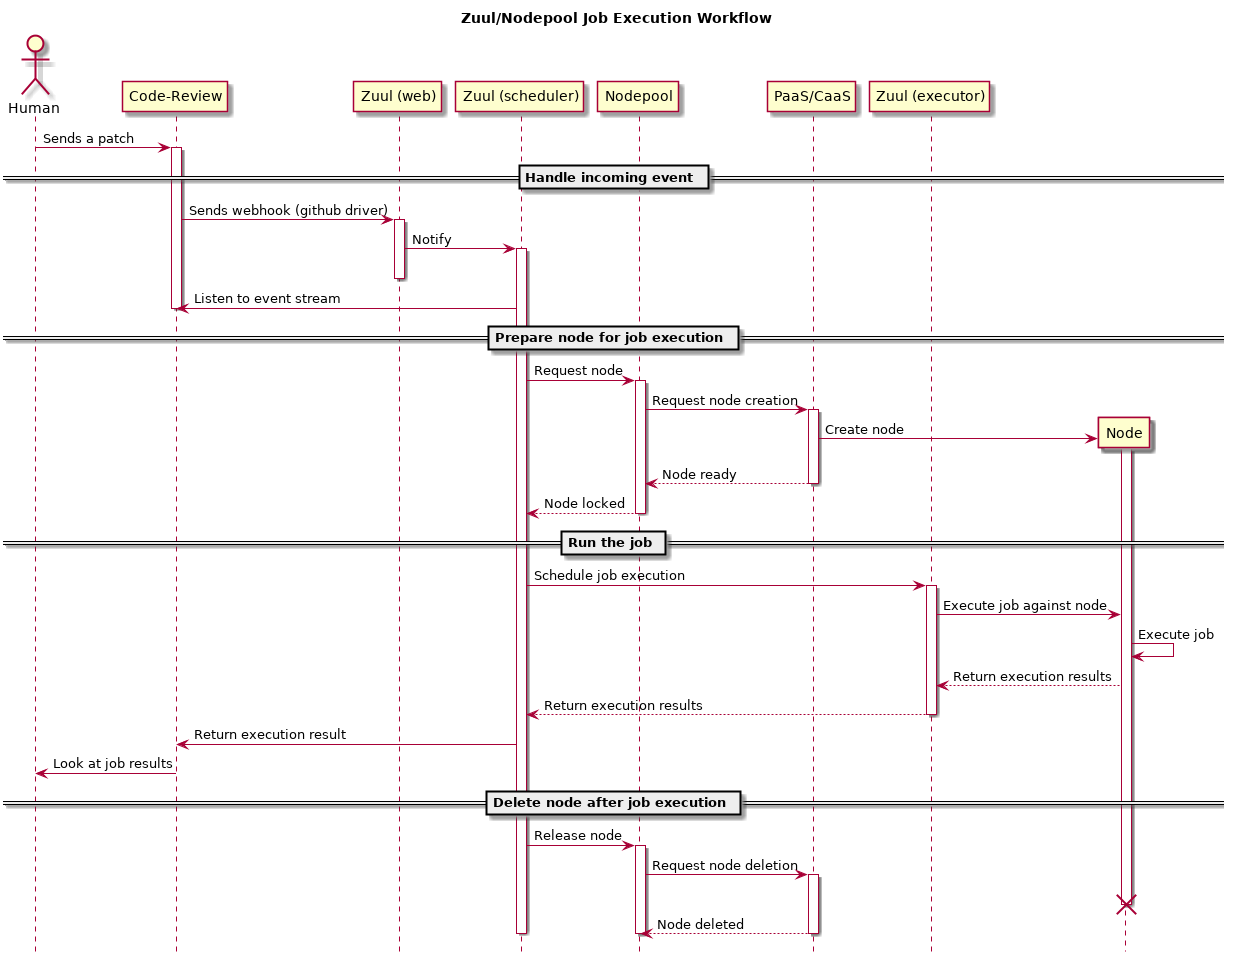 Zuul/Nodepool Job Execution Workflow
Human
Code-Review
Zuul (web)
Zuul (scheduler)
Nodepool
PaaS/CaaS
Zuul (executor)
Sends a patch
Handle incoming event
Sends webhook (github driver)
Notify
Listen to event stream
Prepare node for job execution
Request node
Request node creation
Create node
Node
Node ready
Node locked
Run the job
Schedule job execution
Execute job against node
Execute job
Return execution results
Return execution results
Return execution result
Look at job results
Delete node after job execution
Release node
Request node deletion
Node deleted